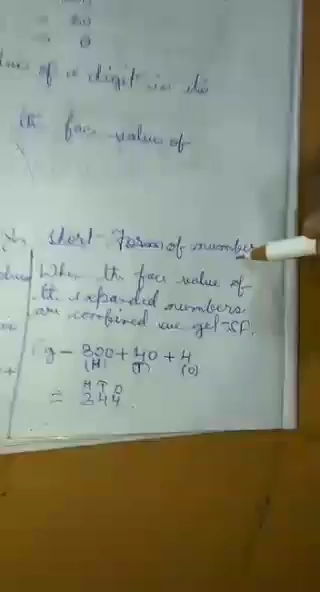 80
0
of a digit in
the face value of
Short-Form of number
When the face value of
the expanded numbers
are combined we get SF.
Eg - 300+40+4
(H) (T) (O)
H T O
= 344